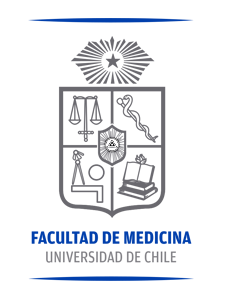 FACULTAD DE MEDICINA
UNIVERSIDAD DE CHILE